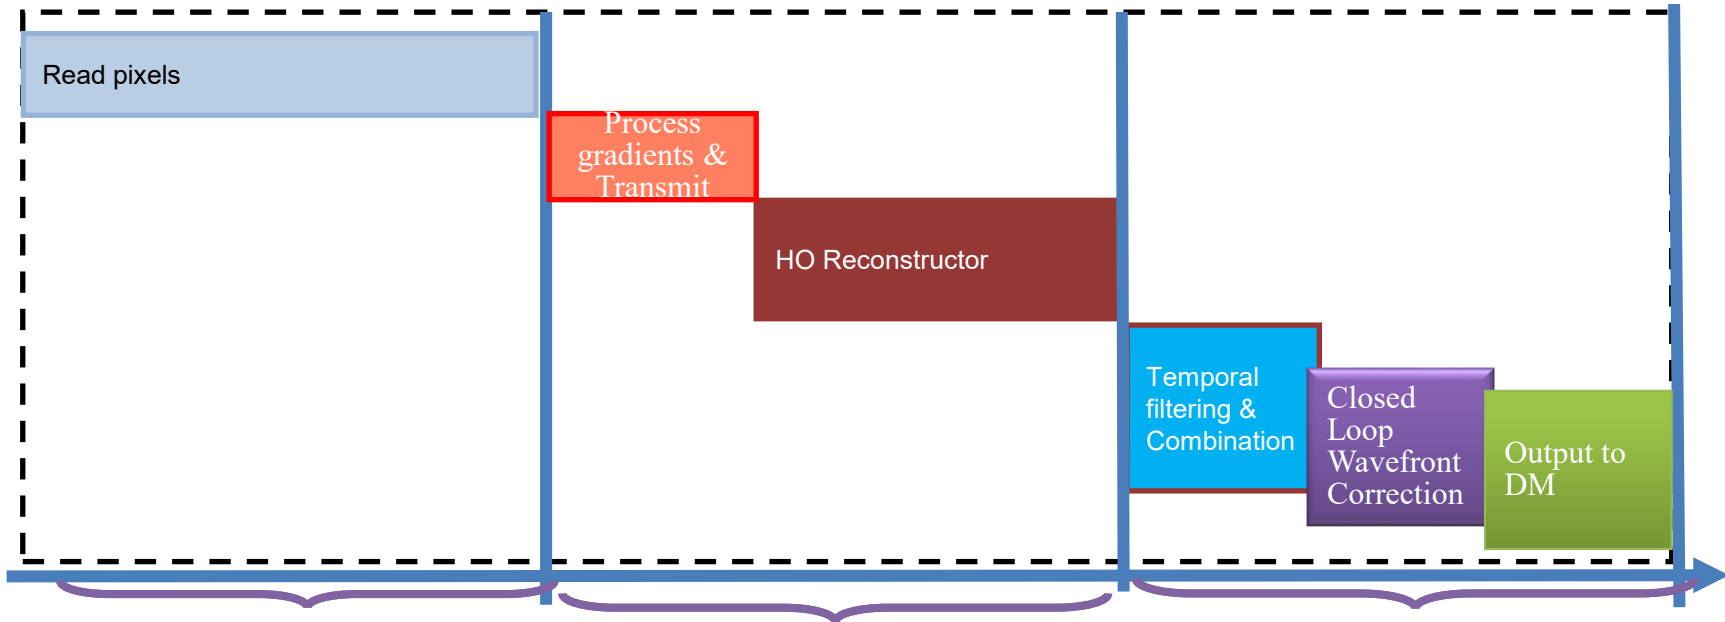 Read pixels
Process
gradients &
Transmit
HO Reconstructor
Temporal
filtering &
Combination
Closed
Loop
Wavefront
Correction
Output to
DM